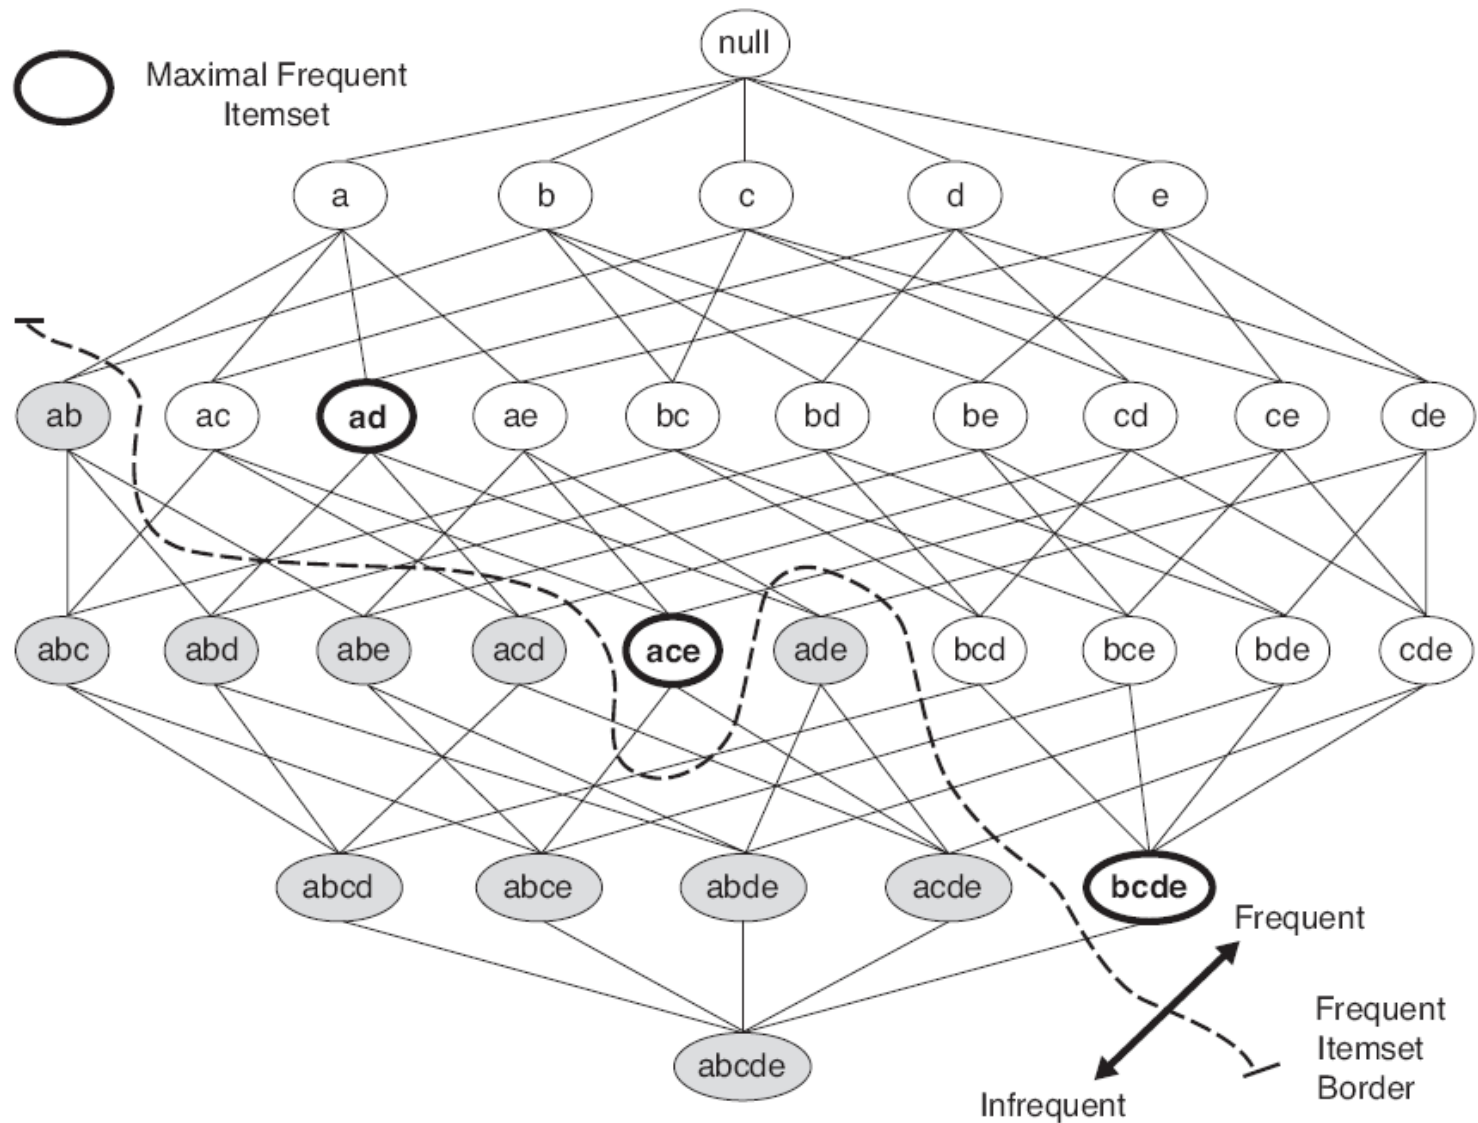 null
Maximal Frequent
Itemset
a b c d e
ab ac ad ae bc bd be cd ce de
abc abd abe acd ace ade bcd bce bde cde
abcd abce abde acde bcde
Frequent
Frequent
Itemset
Border
abcde
Infrequent